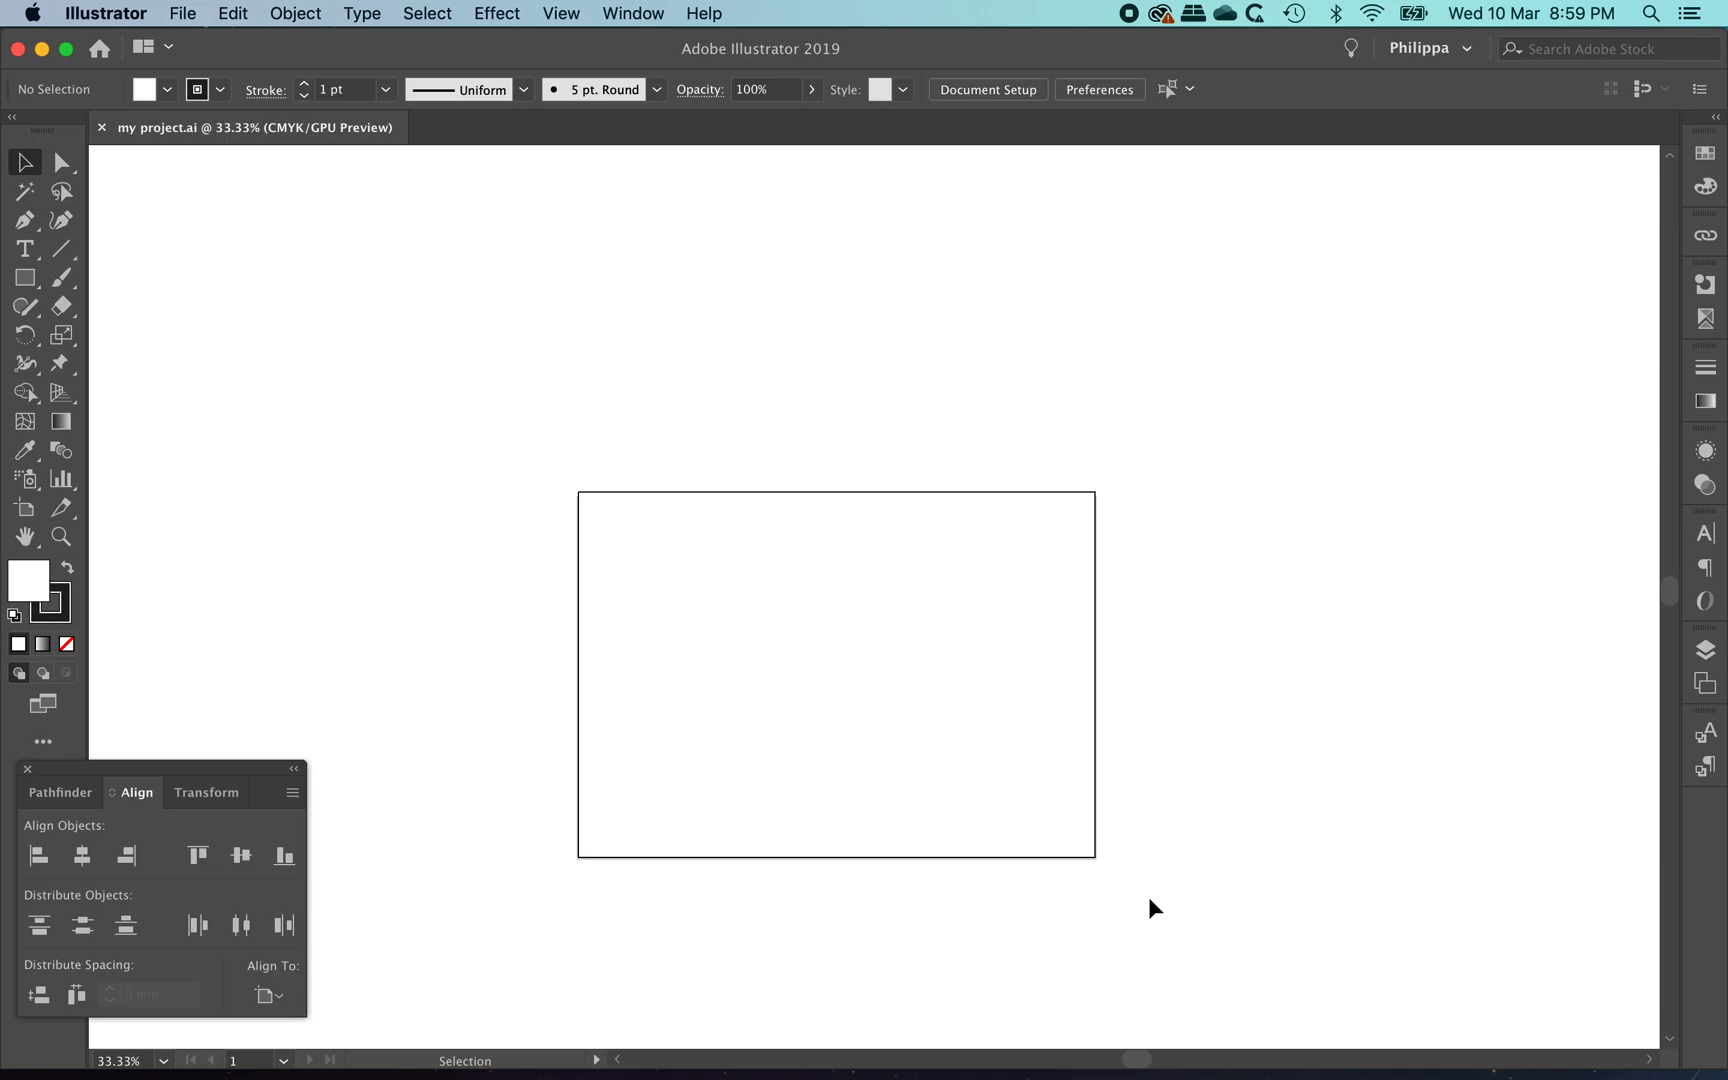 Illustrator File Edit Object Type Select Effect View Window Help Wed 10 Mar 8:59 PM
Adobe Illustrator 2019 Philippa Search Adobe Stock
No Selection Stroke: 1 pt Uniform 5 pt. Round Opacity: 100% Style: Document Setup Preferences
my project.ai @ 33.33% (CMYK/GPU Preview)
Pathfinder Align Transform
Align Objects:
Distribute Objects:
Distribute Spacing: Align To:
0 mm
33.33% 1 Selection